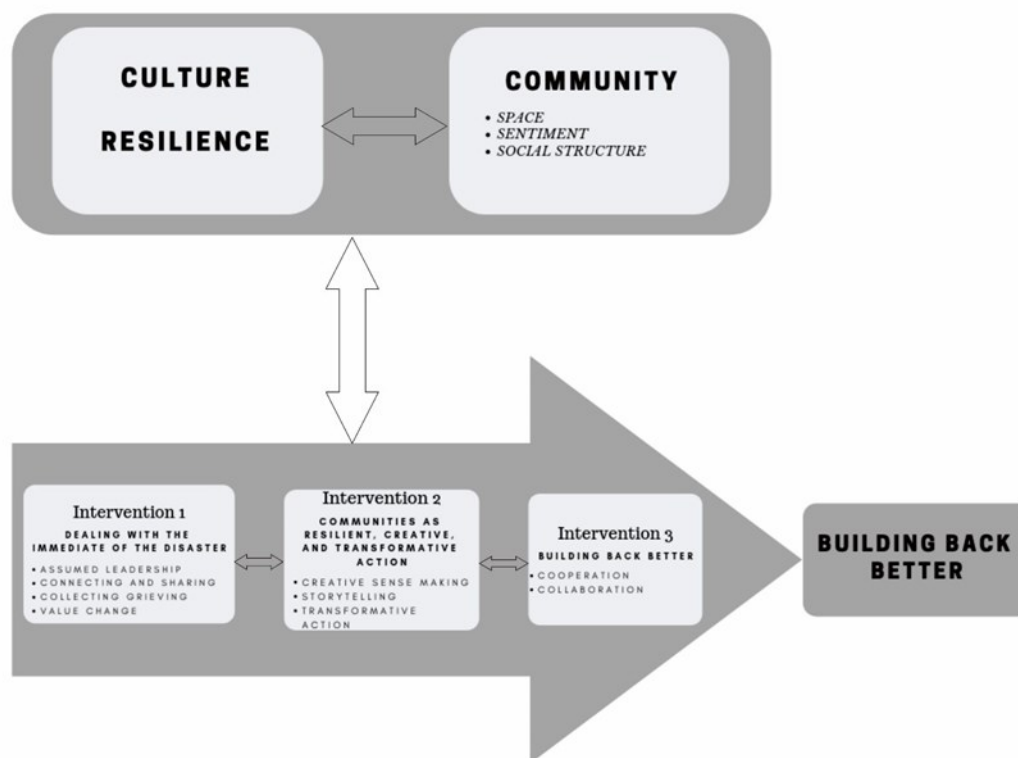 CULTURE
RESILIENCE
COMMUNITY
• SPACE
• SENTIMENT
• SOCIAL STRUCTURE
Intervention 1
DEALING WITH THE
IMMEDIATE OF THE DISASTER
• ASSUMED LEADERSHIP
• CONNECTING AND SHARING
• COLLECTING GRIEVING
• VALUE CHANGE
Intervention 2
COMMUNITIES AS
RESILIENT, CREATIVE,
AND TRANSFORMATIVE
ACTION
• CREATIVE SENSE MAKING
• STORYTELLING
• TRANSFORMATIVE
ACTION
Intervention 3
BUILDING BACK BETTER
• COOPERATION
• COLLABORATION
BUILDING BACK
BETTER